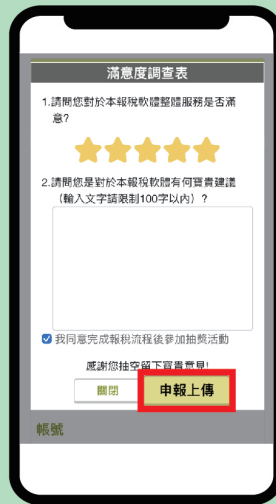 滿意度調查表
1.請問您對於本報稅軟體整體服務是否滿
意?
2.請問您是對於本報稅軟體有何寶貴建議
(輸入文字請限制100字以內) ?
我同意完成報稅流程後參加抽獎活動
感謝您抽空留下寶貴意見!
關閉
申報上傳
帳號